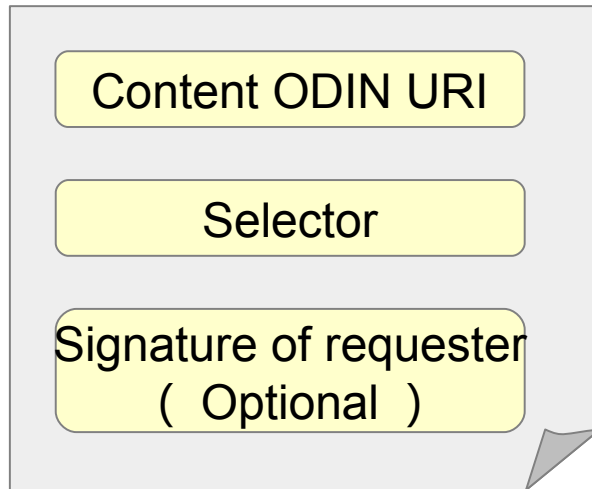 Content ODIN URI
Selector
Signature of requester
( Optional )